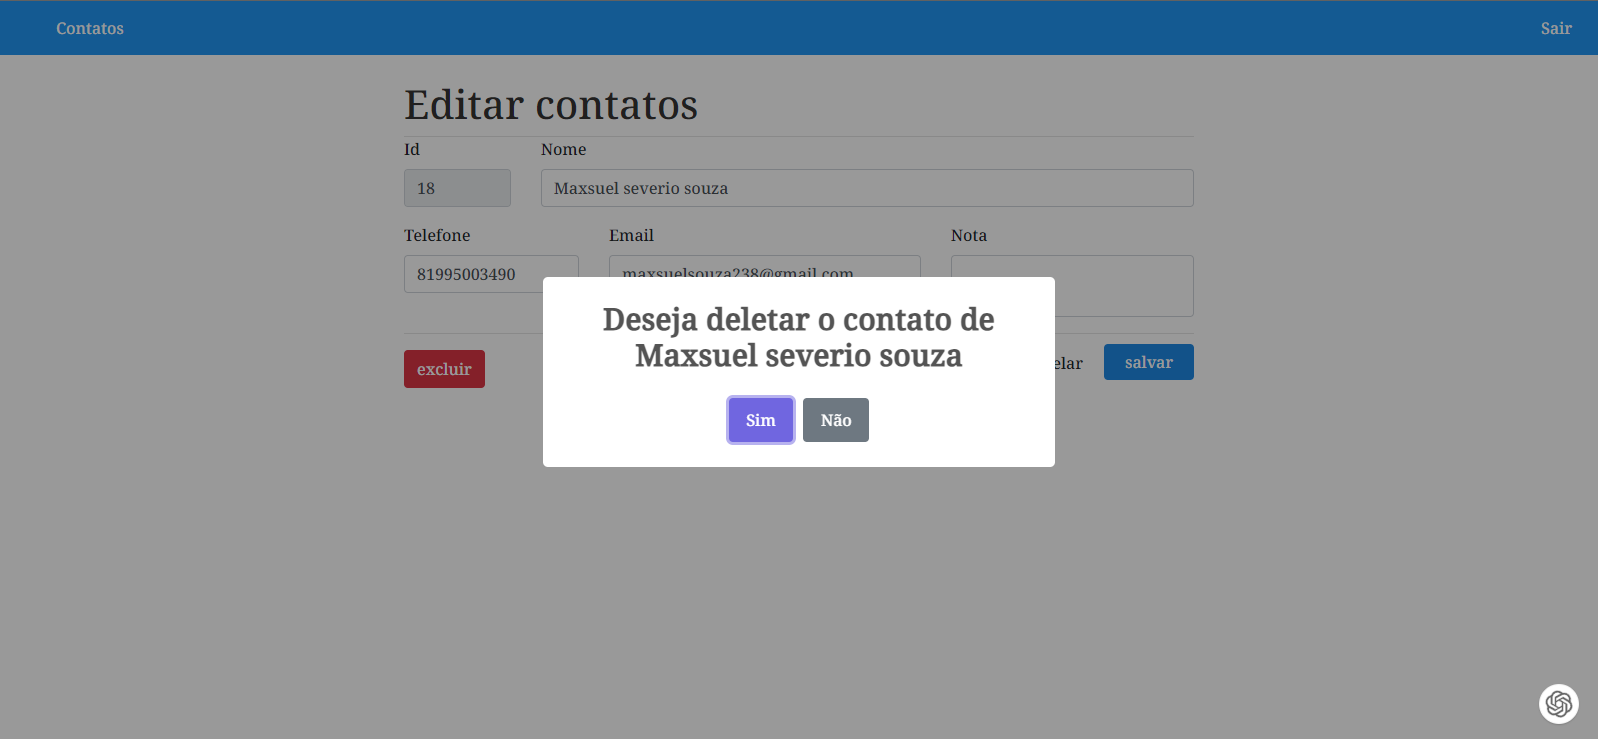 Contatos
Sair
Editar contatos
Id
Nome
18
Maxsuel severio souza
Telefone
Email
Nota
81995003490
maxsuelsouza238@gmail.com
Deseja deletar o contato de
Maxsuel severio souza
excluir
elar
salvar
Sim
Não